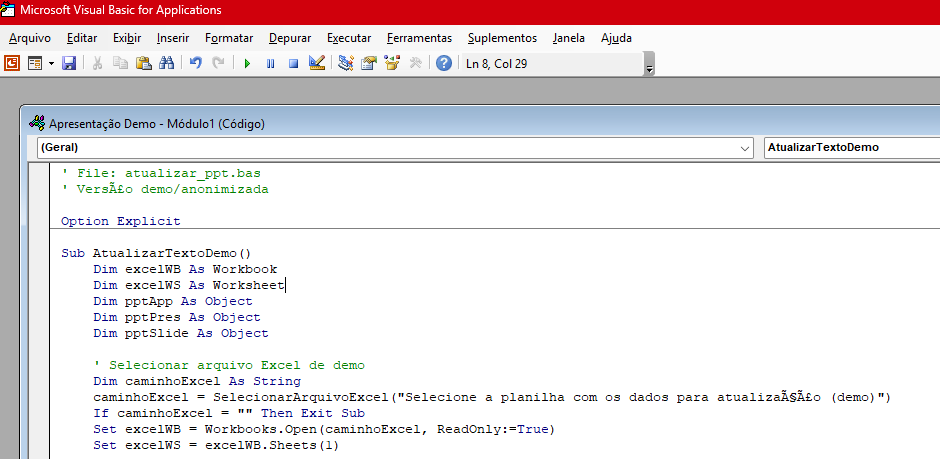 Microsoft Visual Basic for Applications
Arquivo Editar Exibir Inserir Formatar Depurar Executar Ferramentas Suplementos Janela Ajuda
Ln 8, Col 29
Apresentação Demo - Módulo1 (Código)
(Geral) AtualizarTextoDemo
' File: atualizar_ppt.bas
' VersÃ£o demo/anonimizada
Option Explicit
Sub AtualizarTextoDemo()
Dim excelWB As Workbook
Dim excelWS As Worksheet
Dim pptApp As Object
Dim pptPres As Object
Dim pptSlide As Object
' Selecionar arquivo Excel de demo
Dim caminhoExcel As String
caminhoExcel = SelecionarArquivoExcel("Selecione a planilha com os dados para atualizaÃ§Ã£o (demo)")
If caminhoExcel = "" Then Exit Sub
Set excelWB = Workbooks.Open(caminhoExcel, ReadOnly:=True)
Set excelWS = excelWB.Sheets(1)